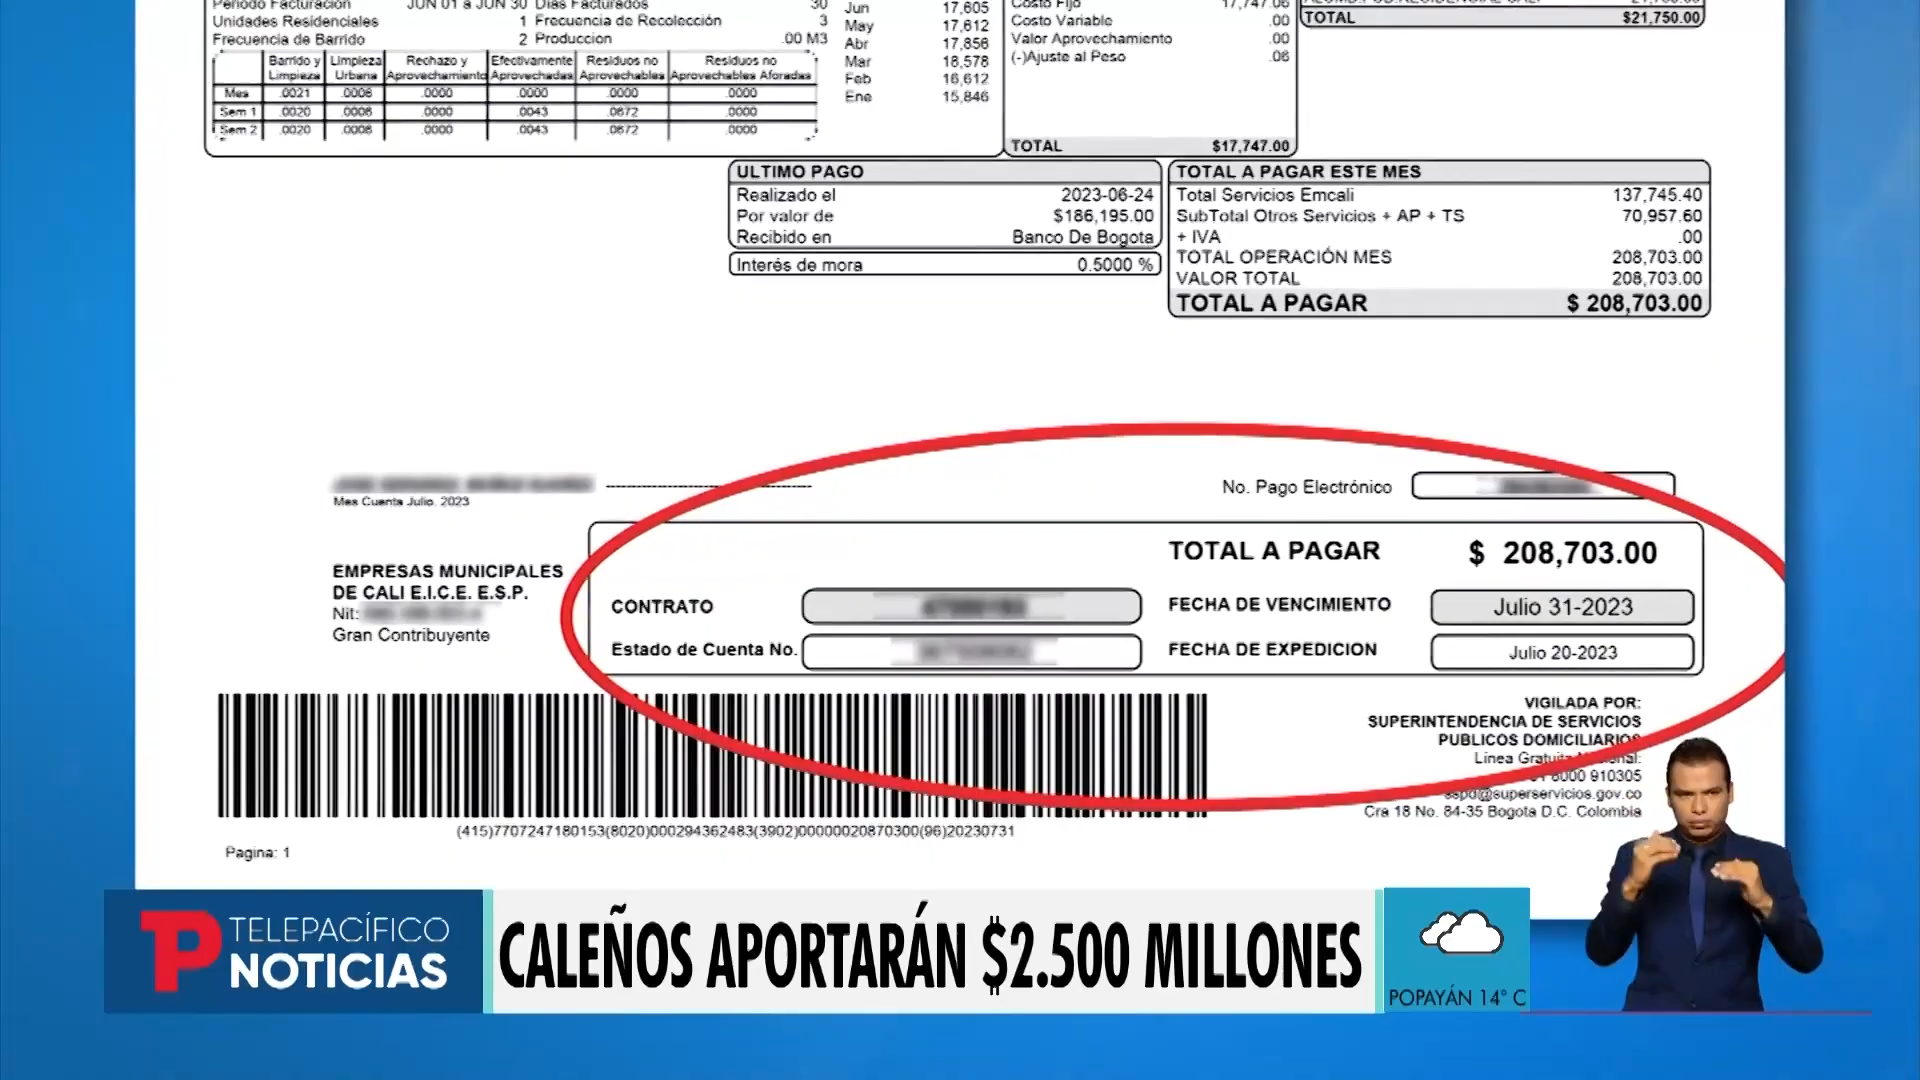 Periodo Facturación JUN 01 a JUN 30 Dias Facturados 30
Unidades Residenciales 1 Frecuencia de Recolección 3
Frecuencia de Barrido 2 Produccion .00 M3
Barrido y Limpieza Limpieza Urbana Rechazo y Aprovechamiento Efectivamente Aprovechadas Residuos no Aprovechables Residuos no Aprovechables Aforadas
Mes .0021 .0006 .0000 .0000 .0000 .0000
Sem 1 .0020 .0006 .0000 .0043 .0672 .0000
Sem 2 .0020 .0006 .0000 .0043 .0672 .0000
Jun 17,605
May 17,612
Abr 17,856
Mar 18,578
Feb 16,612
Ene 15,846
Costo Fijo 17,747.06
Costo Variable .00
Valor Aprovechamiento .00
(-)Ajuste al Peso .06
TOTAL $17,747.00
TOTAL $21,750.00
ULTIMO PAGO
Realizado el 2023-06-24
Por valor de $186,195.00
Recibido en Banco De Bogota
Interés de mora 0.5000 %
TOTAL A PAGAR ESTE MES
Total Servicios Emcali 137,745.40
SubTotal Otros Servicios + AP + TS 70,957.60
+ IVA .00
TOTAL OPERACIÓN MES 208,703.00
VALOR TOTAL 208,703.00
TOTAL A PAGAR $ 208,703.00
Mes Cuenta Julio, 2023
No. Pago Electrónico
EMPRESAS MUNICIPALES
DE CALI E.I.C.E. E.S.P.
Nit:
Gran Contribuyente
TOTAL A PAGAR $ 208,703.00
CONTRATO
FECHA DE VENCIMIENTO Julio 31-2023
Estado de Cuenta No.
FECHA DE EXPEDICION Julio 20-2023
VIGILADA POR:
SUPERINTENDENCIA DE SERVICIOS
PUBLICOS DOMICILIARIOS
Línea Gratuita
8000 910305
sspd@superservicios.gov.co
Cra 18 No. 84-35 Bogota D.C. Colombia
(415)7707247180153(8020)000294362483(3902)00000020870300(96)20230731
Pagina: 1
TP TELEPACÍFICO
NOTICIAS
CALEÑOS APORTARÁN $2.500 MILLONES
POPAYÁN 14° C